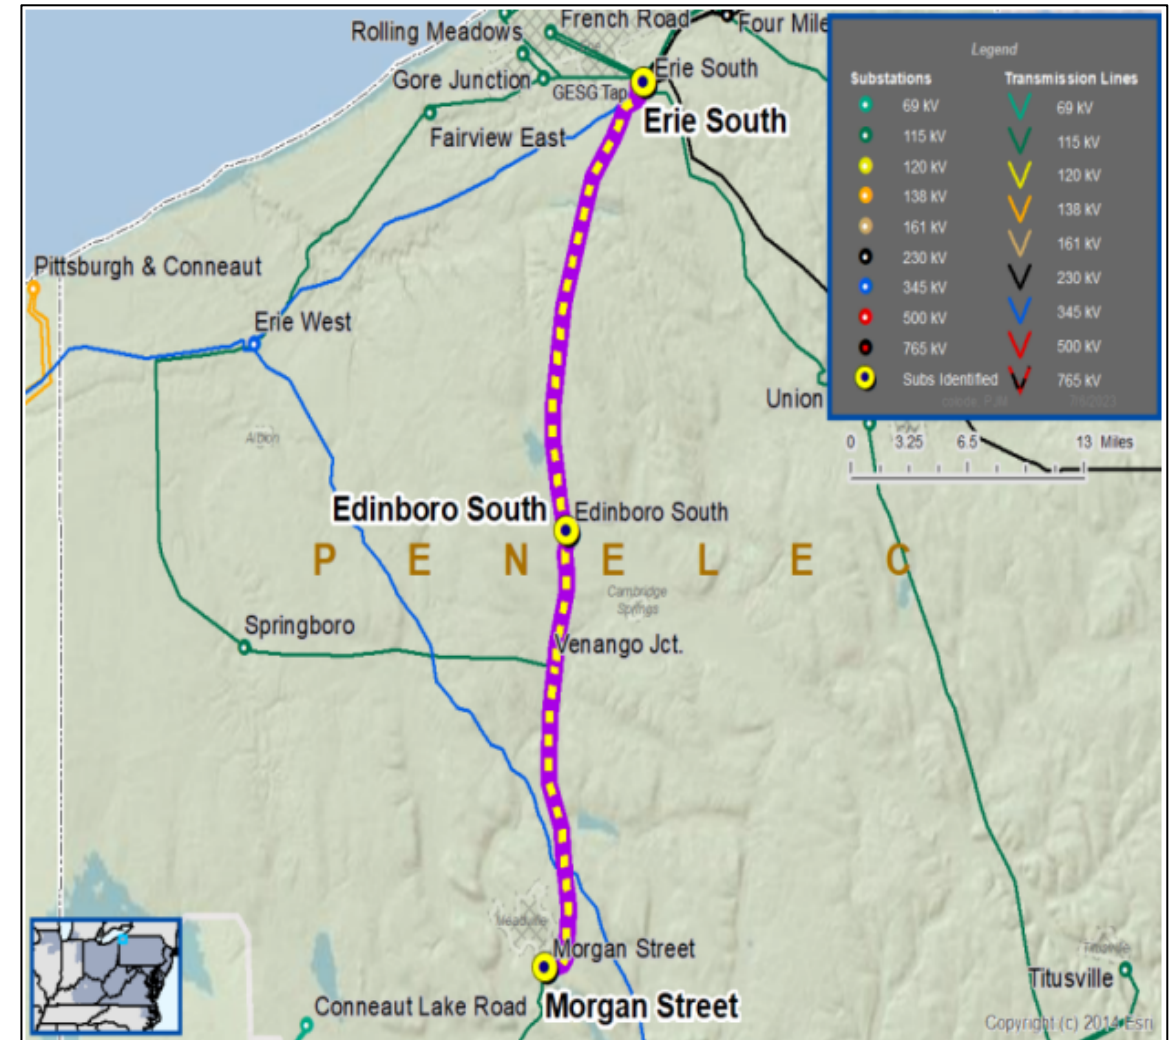 French Road
Four Mile
Rolling Meadows
Erie South
Gore Junction
GESG Tap
Erie South
Fairview East
Legend
Substations
Transmission Lines
69 kV
69 kV
115 kV
115 kV
120 kV
120 kV
138 kV
138 kV
161 kV
161 kV
230 kV
230 kV
345 kV
345 kV
500 kV
500 kV
765 kV
765 kV
Subs Identified
PJM 7/6/2023
Pittsburgh & Conneaut
Erie West
Union
0 3.25 6.5 13 Miles
Albion
Edinboro South
Edinboro South
P E N E L E C
Cambridge
Springs
Springboro
Venango Jct.
Meadville
Morgan Street
Titusville
Titusville
Conneaut Lake Road
Morgan Street
Copyright (c) 2014 Esri